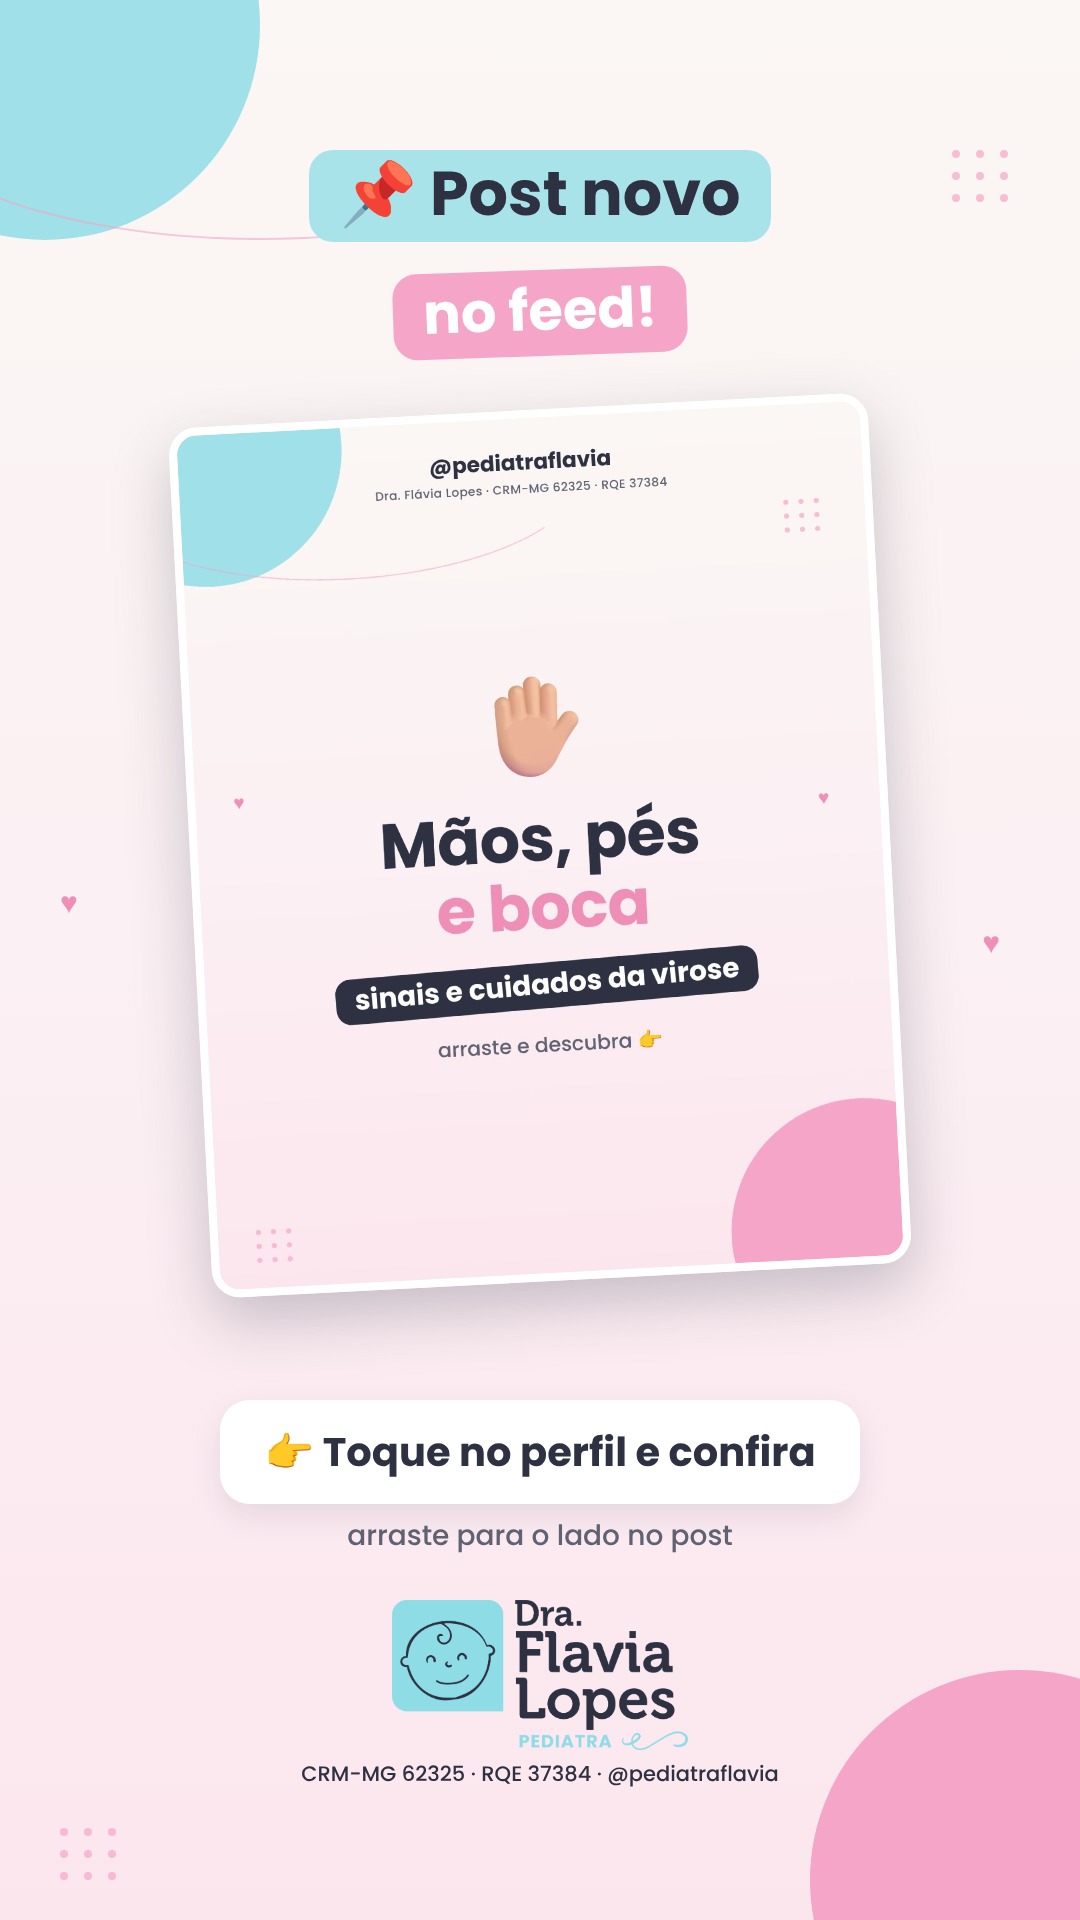 📌 Post novo
no feed!
@pediatraflavia
Dra. Flávia Lopes · CRM-MG 62325 · RQE 37384
Mãos, pés
e boca
sinais e cuidados da virose
arraste e descubra 👉
👉 Toque no perfil e confira
arraste para o lado no post
Dra.
Flavia
Lopes
PEDIATRA
CRM-MG 62325 · RQE 37384 · @pediatraflavia